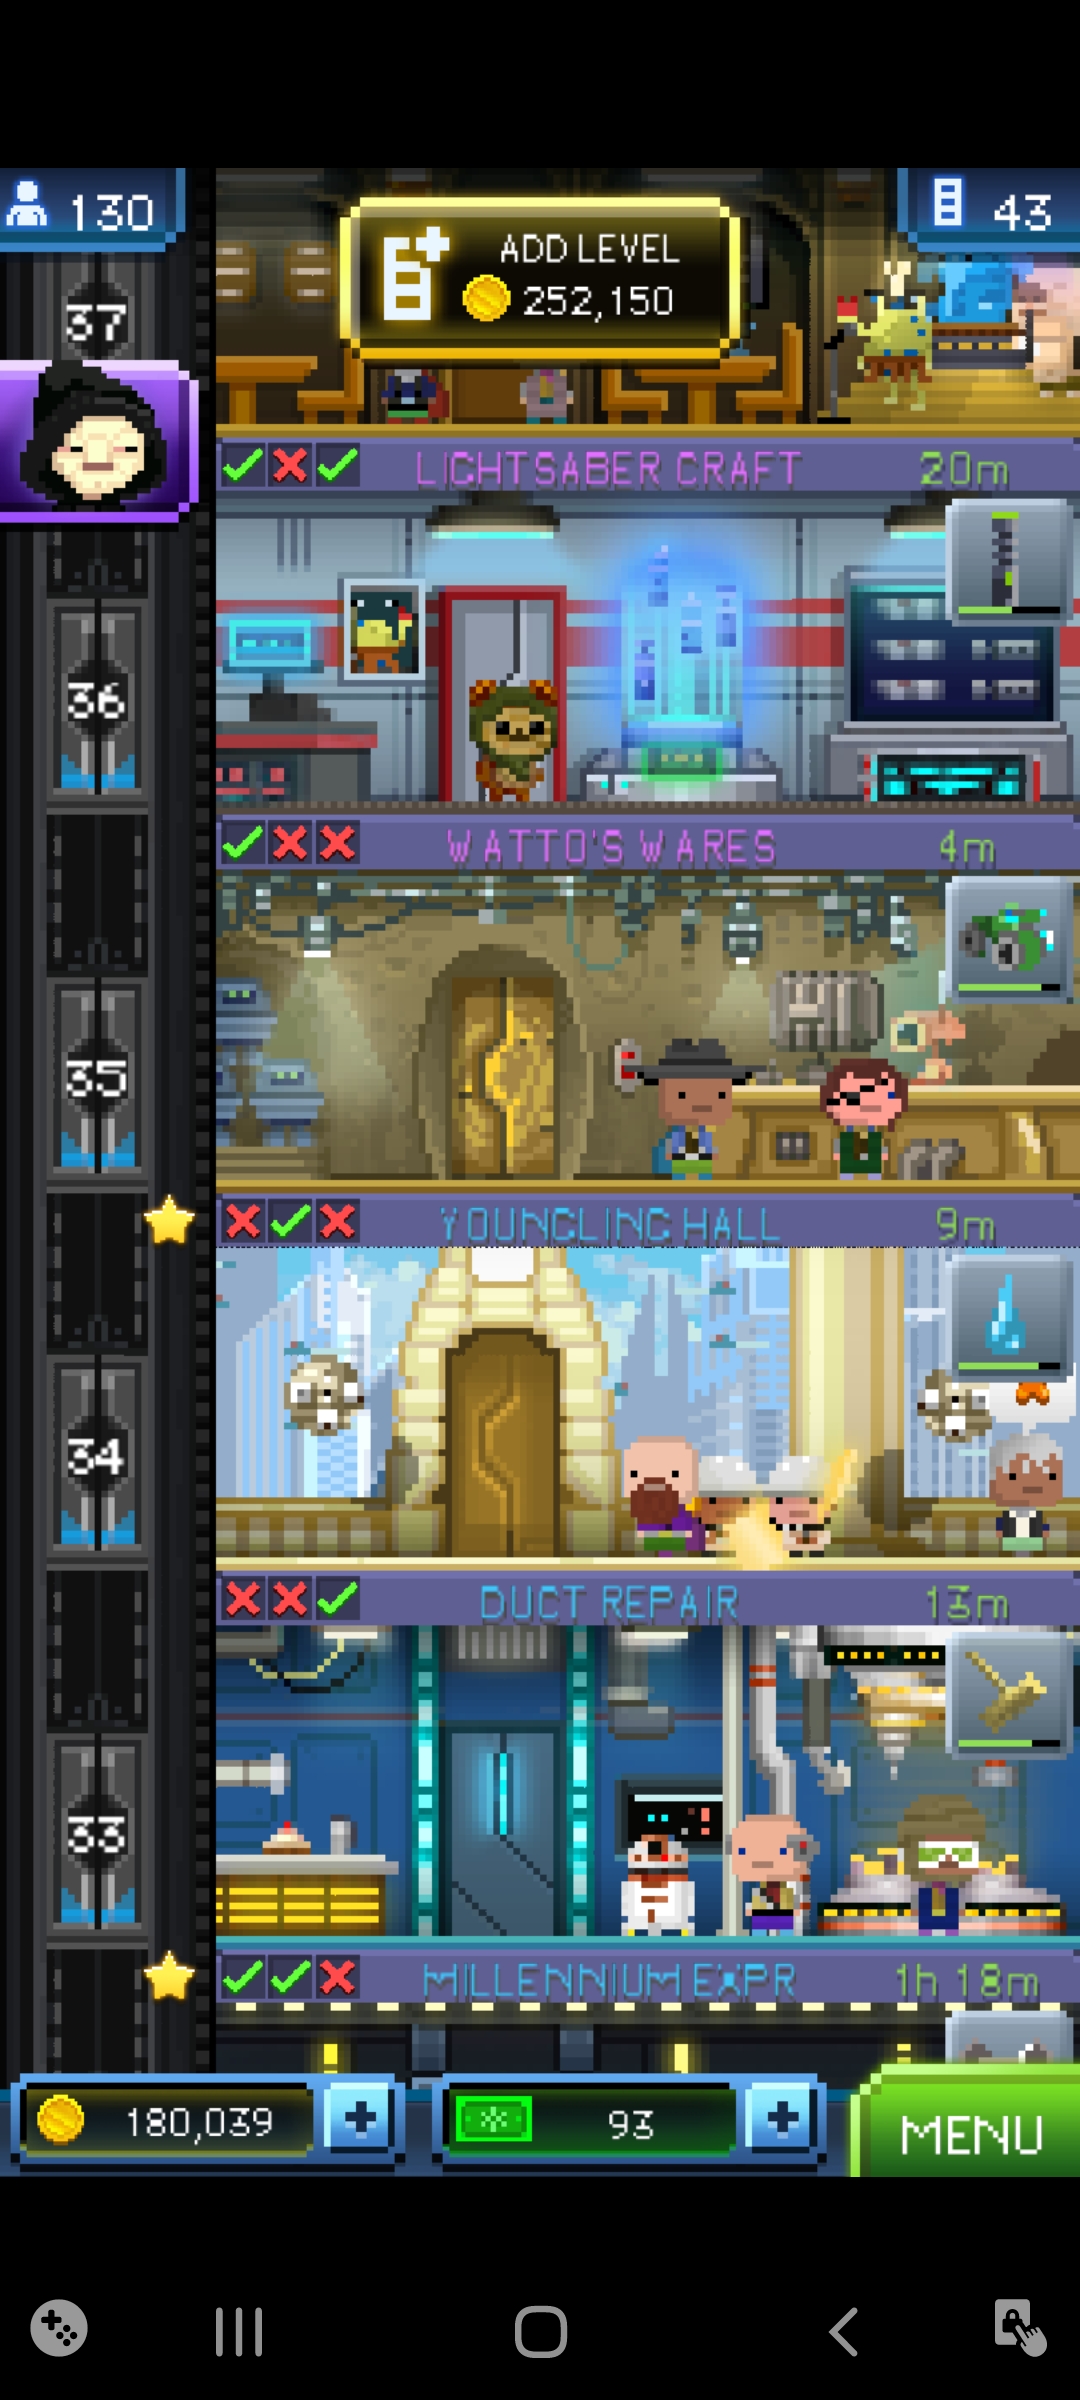 130
43
ADD LEVEL
252,150
37
LIGHTSABER CRAFT 20m
36
WATTO'S WARES 4m
35
YOUNGLING HALL 9m
34
DUCT REPAIR 13m
33
MILLENNIUM EXPR 1h 18m
180,039
93
MENU